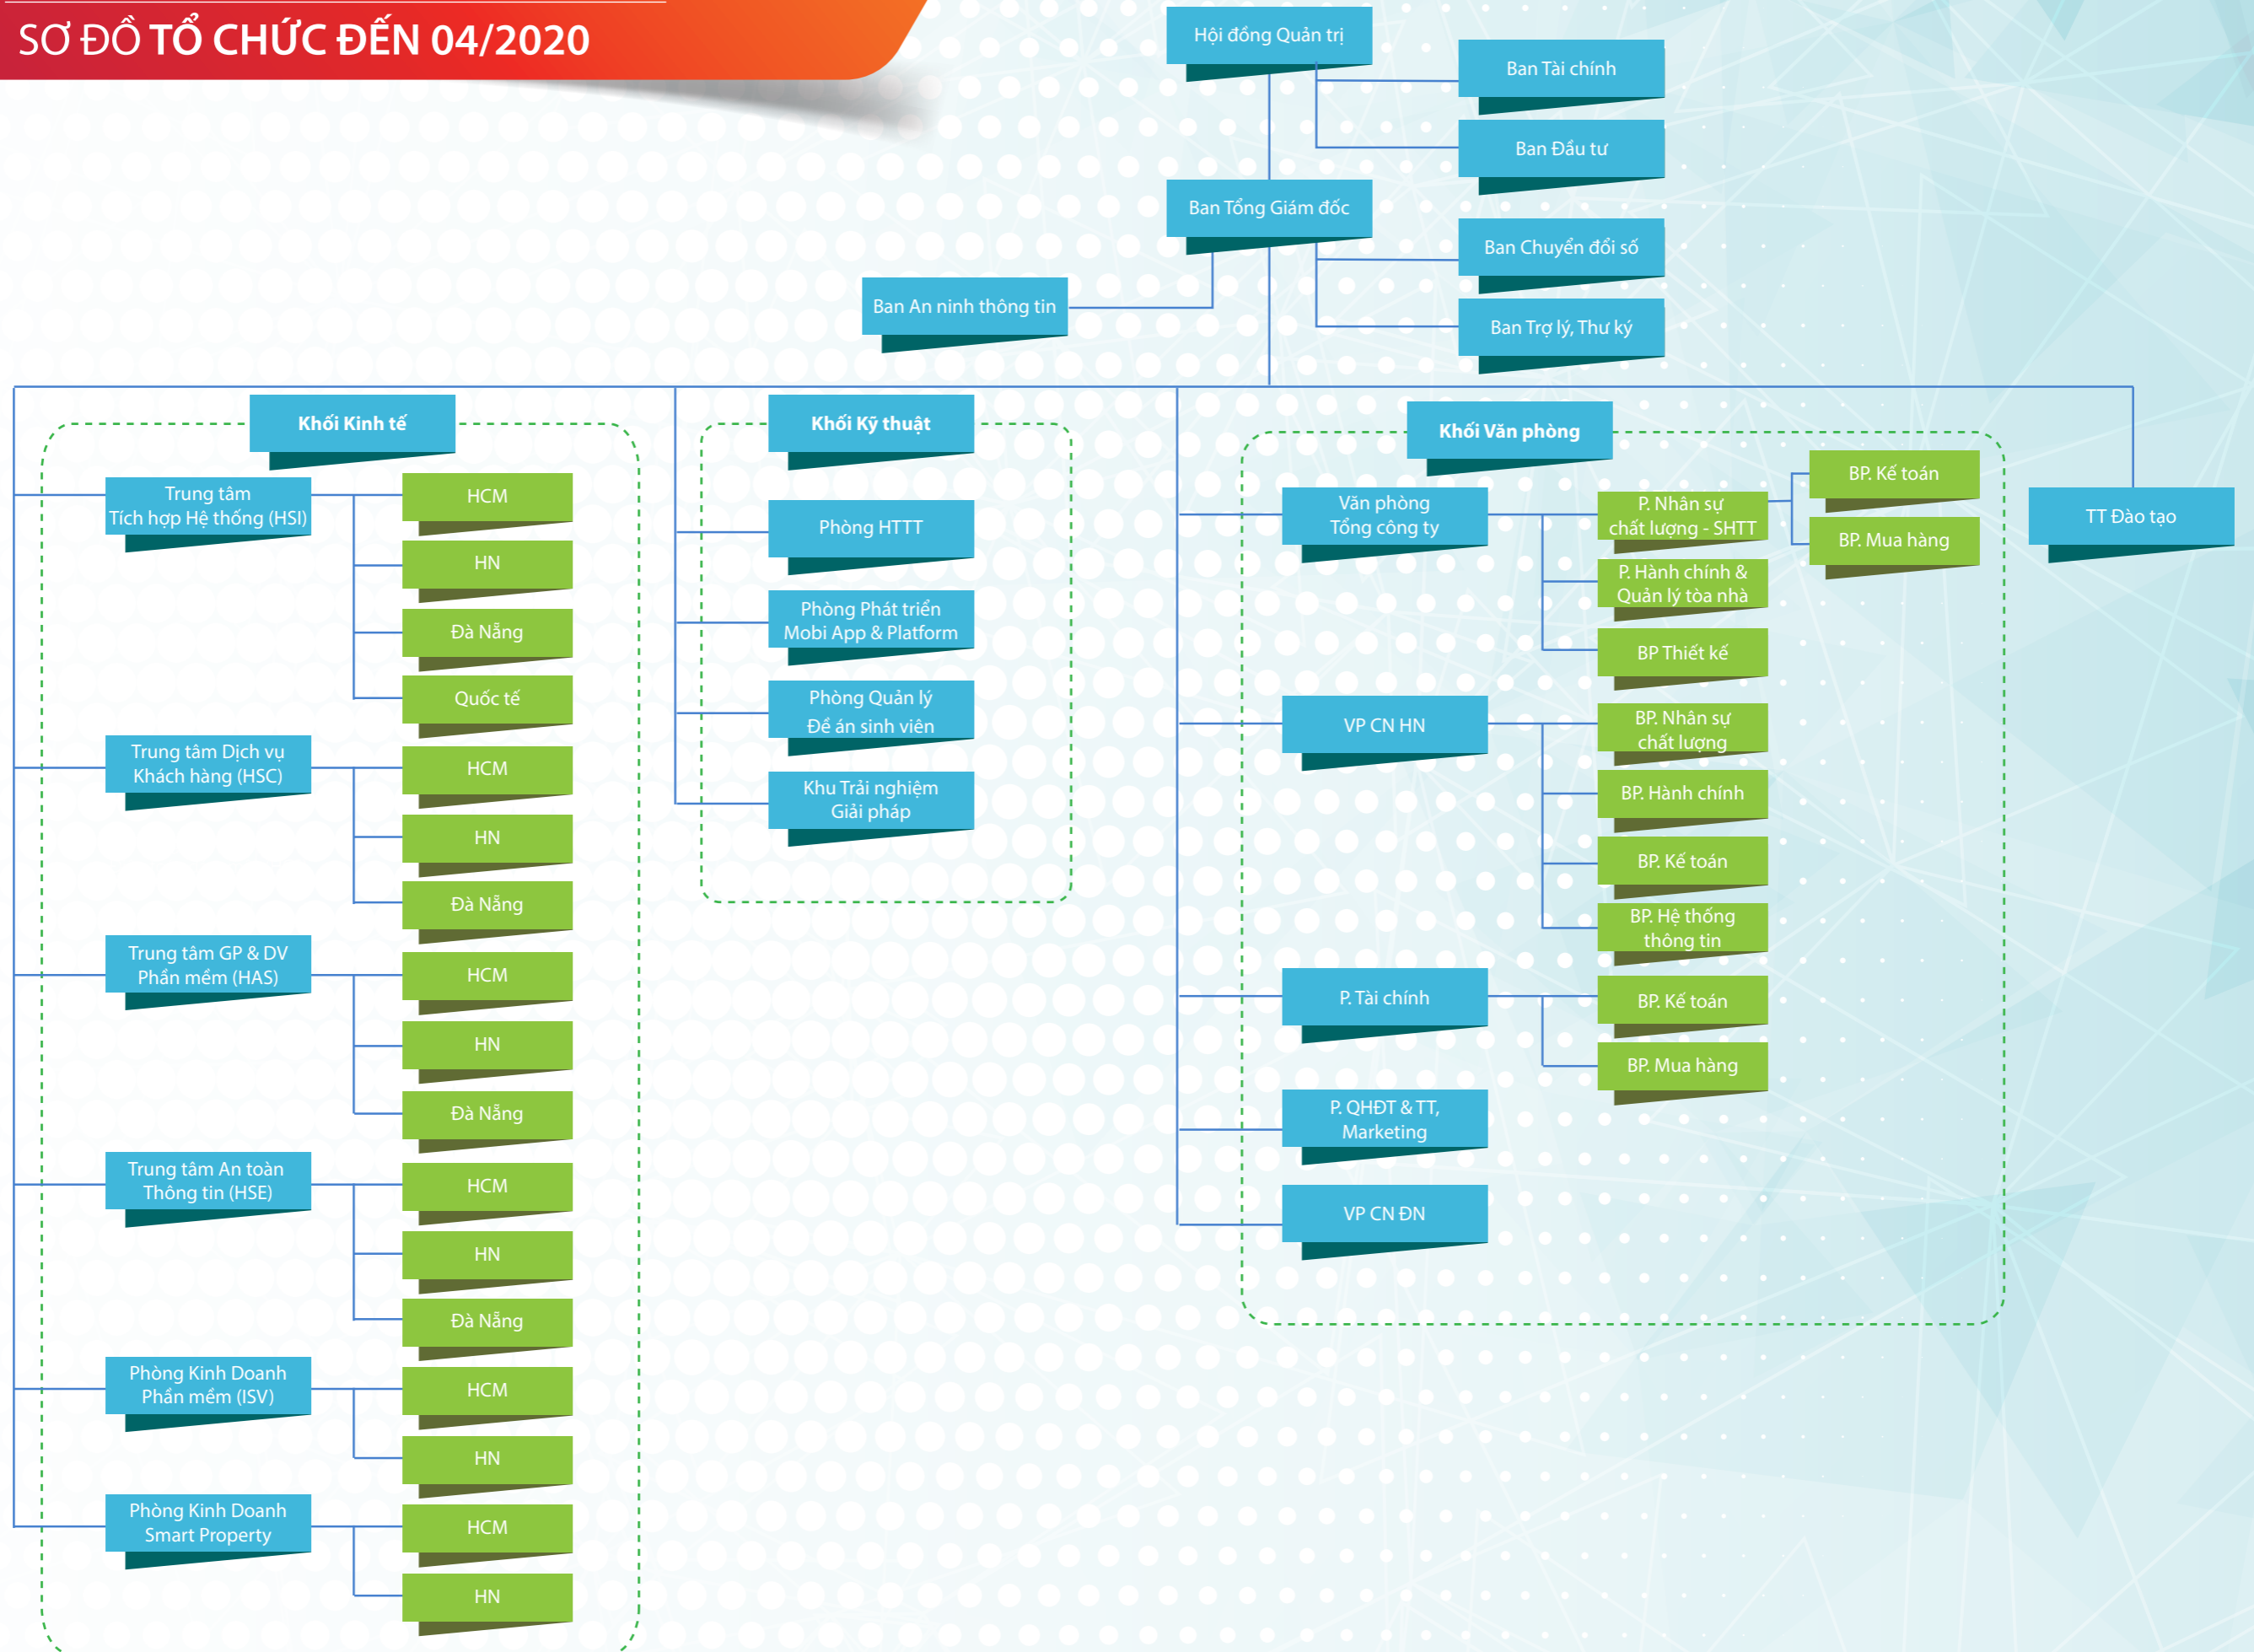 SƠ ĐỒ TỔ CHỨC ĐẾN 04/2020
Hội đồng Quản trị
Ban Tài chính
Ban Đầu tư
Ban Tổng Giám đốc
Ban Chuyển đổi số
Ban An ninh thông tin
Ban Trợ lý, Thư ký
Khối Kinh tế
Trung tâm
Tích hợp Hệ thống (HSI)
HCM
HN
Đà Nẵng
Quốc tế
Trung tâm Dịch vụ
Khách hàng (HSC)
HCM
HN
Đà Nẵng
Trung tâm GP & DV
Phần mềm (HAS)
HCM
HN
Đà Nẵng
Trung tâm An toàn
Thông tin (HSE)
HCM
HN
Đà Nẵng
Phòng Kinh Doanh
Phần mềm (ISV)
HCM
HN
Phòng Kinh Doanh
Smart Property
HCM
HN
Khối Kỹ thuật
Phòng HTTT
Phòng Phát triển
Mobi App & Platform
Phòng Quản lý
Đề án sinh viên
Khu Trải nghiệm
Giải pháp
Khối Văn phòng
Văn phòng
Tổng công ty
P. Nhân sự
chất lượng - SHTT
BP. Kế toán
BP. Mua hàng
P. Hành chính &
Quản lý tòa nhà
BP Thiết kế
VP CN HN
BP. Nhân sự
chất lượng
BP. Hành chính
BP. Kế toán
BP. Hệ thống
thông tin
P. Tài chính
BP. Kế toán
BP. Mua hàng
P. QHĐT & TT,
Marketing
VP CN ĐN
TT Đào tạo